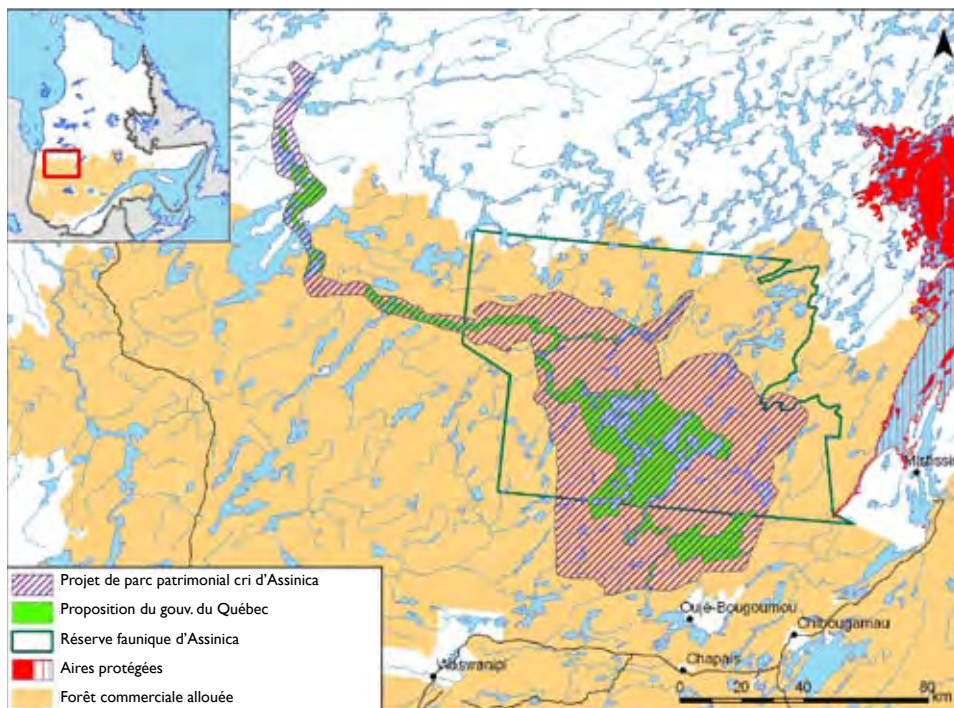 Mistissin
Projet de parc patrimonial cri d'Assinica
Proposition du gouv. du Québec
Réserve faunique d'Assinica
Aires protégées
Forêt commerciale allouée
Oujé-Bougoumou
Chibougamau
Waswanipi
Chapais
0 20 40 80
km